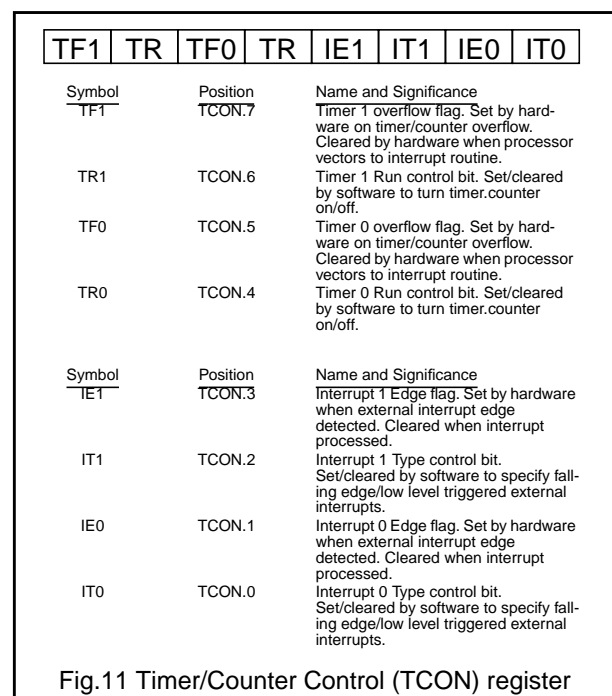 TF1 TR TF0 TR IE1 IT1 IE0 IT0
Symbol Position Name and Significance
TF1 TCON.7 Timer 1 overflow flag. Set by hard-
ware on timer/counter overflow.
Cleared by hardware when processor
vectors to interrupt routine.
TR1 TCON.6 Timer 1 Run control bit. Set/cleared
by software to turn timer.counter
on/off.
TF0 TCON.5 Timer 0 overflow flag. Set by hard-
ware on timer/counter overflow.
Cleared by hardware when processor
vectors to interrupt routine.
TR0 TCON.4 Timer 0 Run control bit. Set/cleared
by software to turn timer.counter
on/off.
Symbol Position Name and Significance
IE1 TCON.3 Interrupt 1 Edge flag. Set by hardware
when external interrupt edge
detected. Cleared when interrupt
processed.
IT1 TCON.2 Interrupt 1 Type control bit.
Set/cleared by software to specify fall-
ing edge/low level triggered external
interrupts.
IE0 TCON.1 Interrupt 0 Edge flag. Set by hardware
when external interrupt edge
detected. Cleared when interrupt
processed.
IT0 TCON.0 Interrupt 0 Type control bit.
Set/cleared by software to specify fall-
ing edge/low level triggered external
interrupts.
Fig.11 Timer/Counter Control (TCON) register